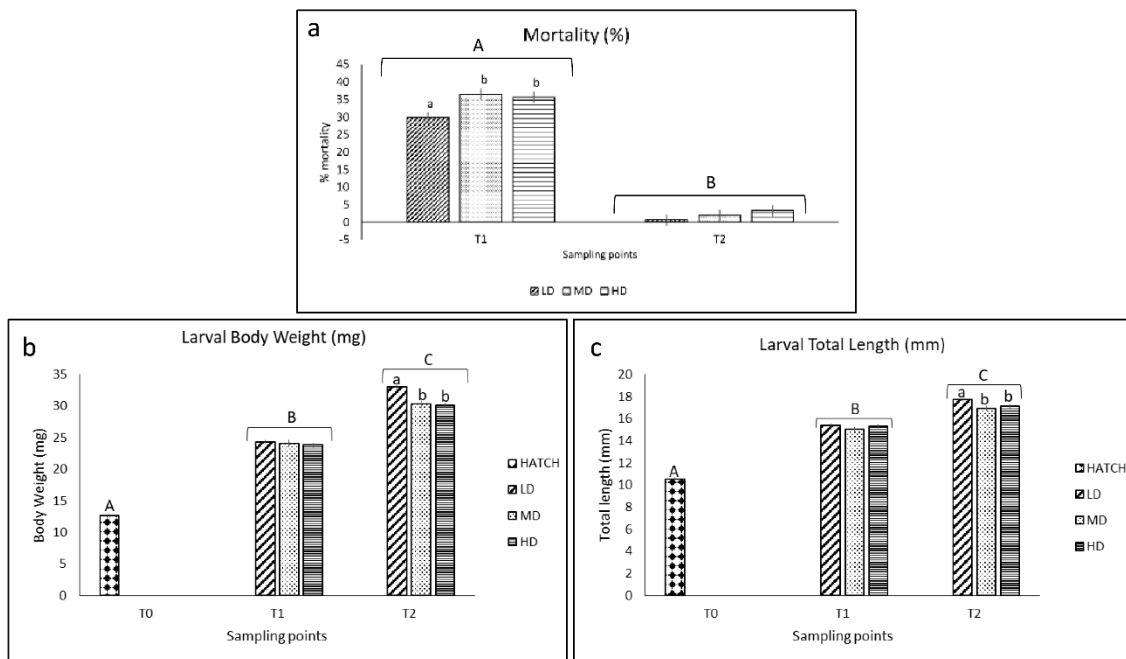 a
Mortality (%)
A
45
40
35
30
25
20
15
10
5
0
-5
% mortality
a
b
b
B
T1
T2
Sampling points
LD MD HD
b
Larval Body Weight (mg)
35
30
25
20
15
10
5
0
Body Weight (mg)
A
B
C
a
b
b
T0
T1
T2
Sampling points
HATCH
LD
MD
HD
c
Larval Total Length (mm)
20
18
16
14
12
10
8
6
4
2
0
Total length (mm)
A
B
C
a
b
b
T0
T1
T2
Sampling points
HATCH
LD
MD
HD